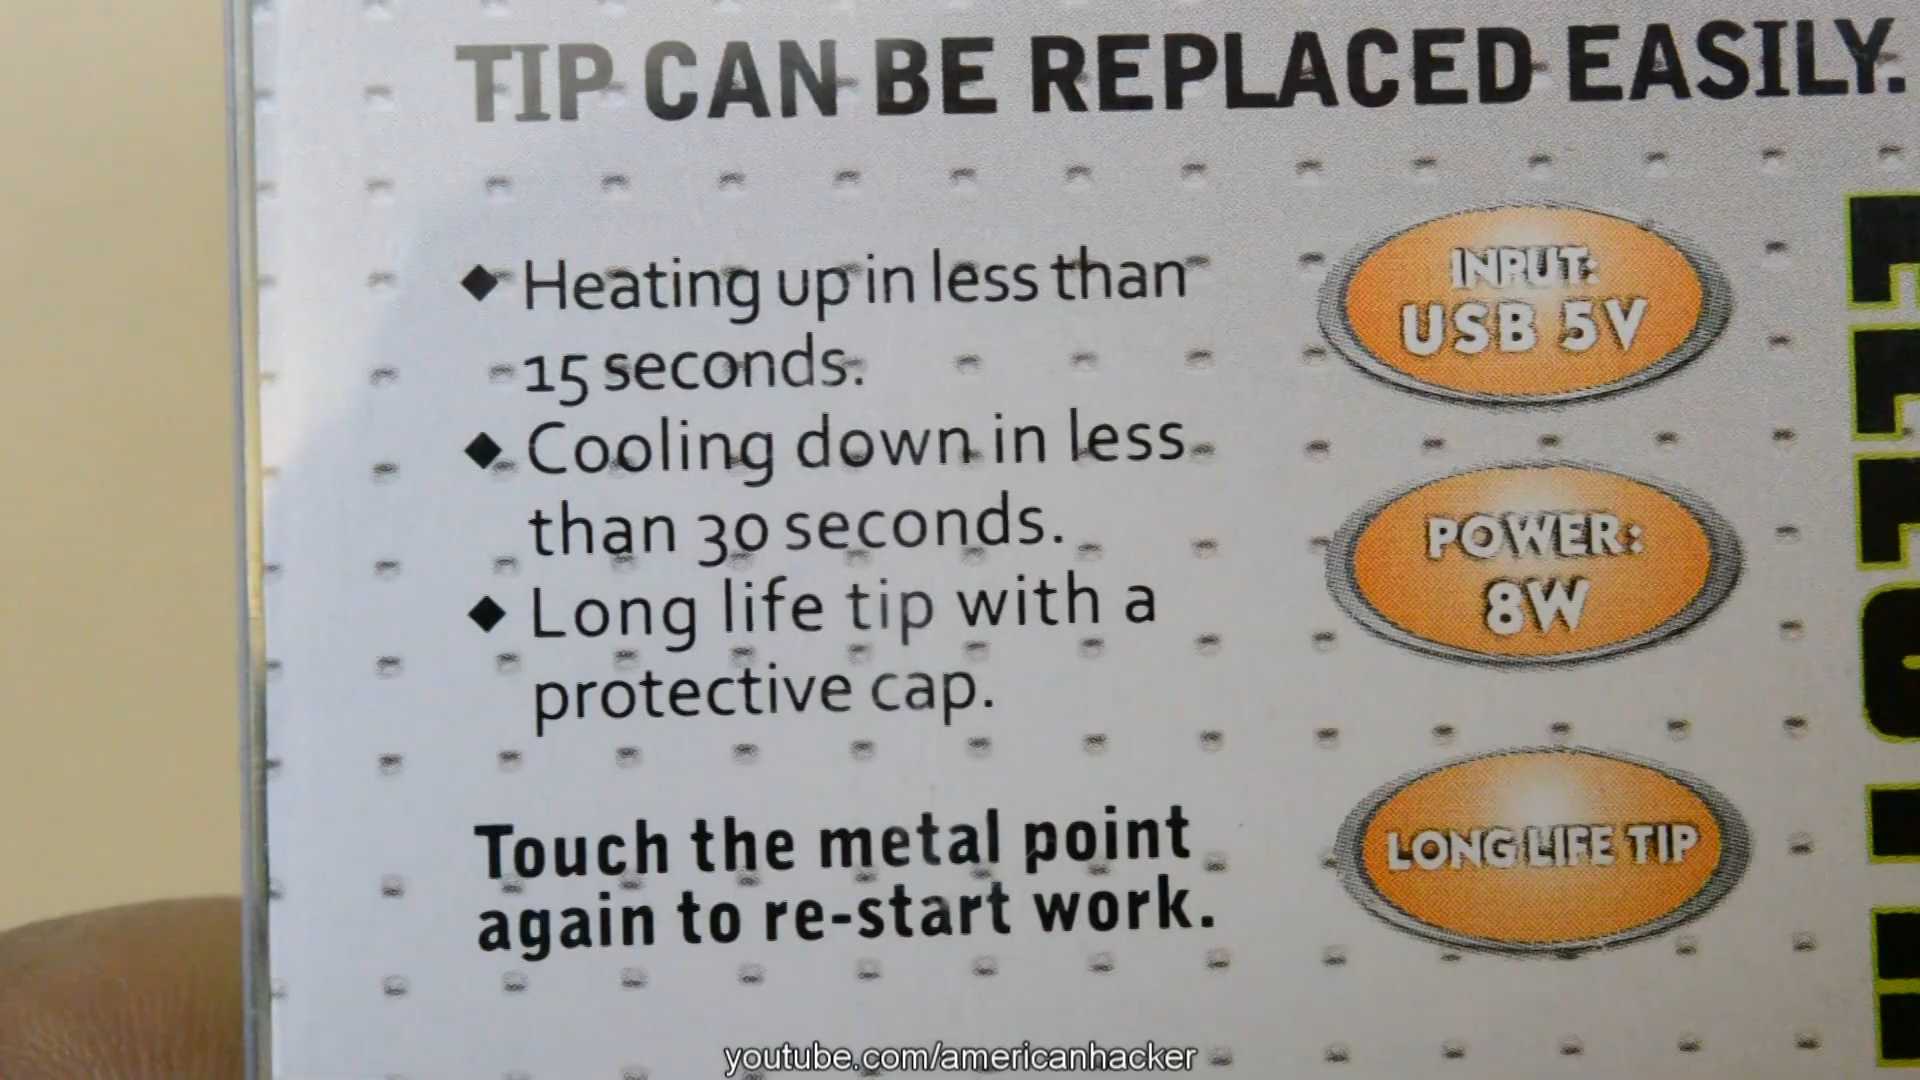 TIP CAN BE REPLACED EASILY.
◆ Heating up in less than
15 seconds.
◆ Cooling down in less
than 30 seconds.
◆ Long life tip with a
protective cap.
Touch the metal point
again to re-start work.
INPUT:
USB 5V
POWER:
8W
LONG LIFE TIP
youtube.com/americanhacker